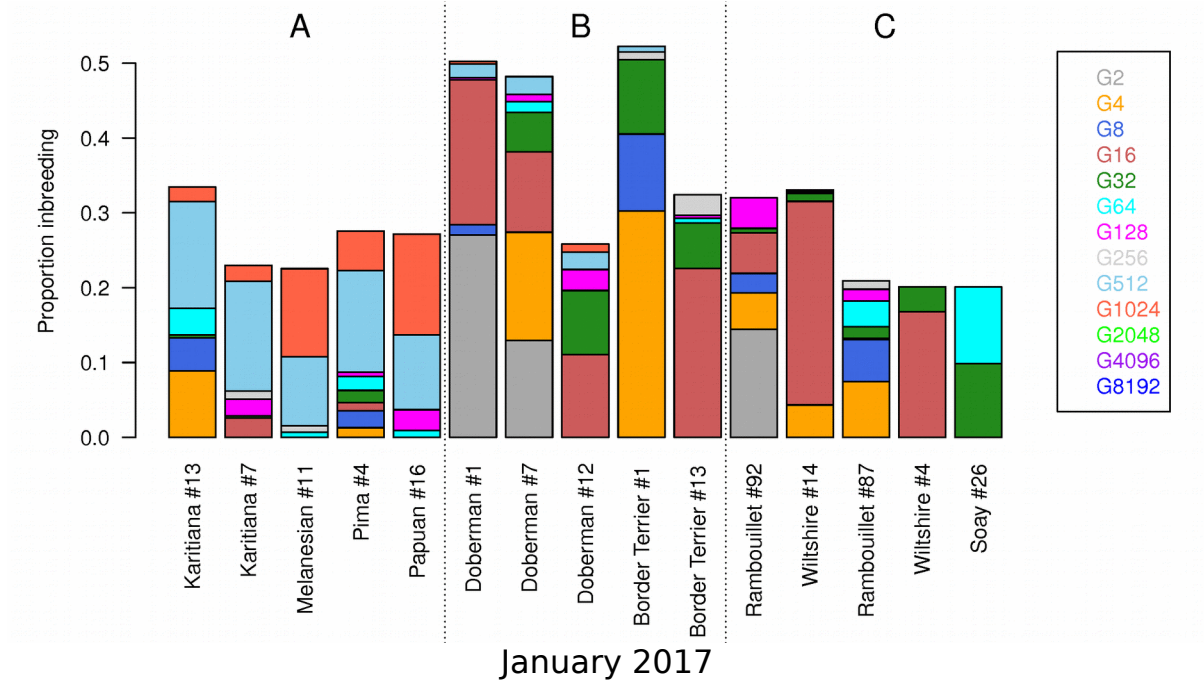 A B C
Proportion inbreeding
0.5
0.4
0.3
0.2
0.1
0.0
Karitiana #13
Karitiana #7
Melanesian #11
Pima #4
Papuan #16
Doberman #1
Doberman #7
Doberman #12
Border Terrier #1
Border Terrier #13
Rambouillet #92
Wiltshire #14
Rambouillet #87
Wiltshire #4
Soay #26
G2
G4
G8
G16
G32
G64
G128
G256
G512
G1024
G2048
G4096
G8192
January 2017